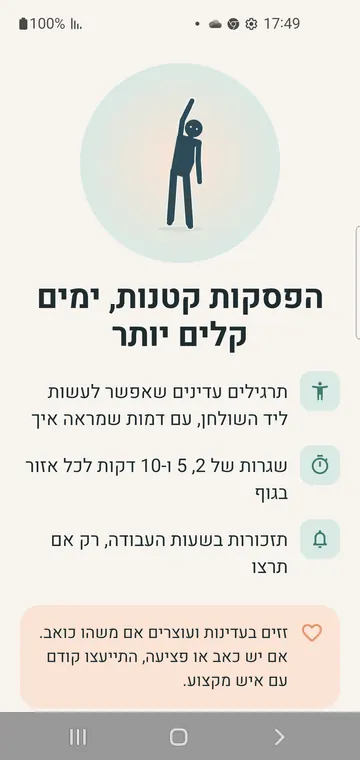 17:49
100%
הפסקות קטנות, ימים
קלים יותר
תרגילים עדינים שאפשר לעשות
ליד השולחן, עם דמות שמראה איך
שגרות של 2, 5 ו-10 דקות לכל אזור
בגוף
תזכורות בשעות העבודה, רק אם
תרצו
זזים בעדינות ועוצרים אם משהו כואב.
אם יש כאב או פציעה, התייעצו קודם
עם איש מקצוע.